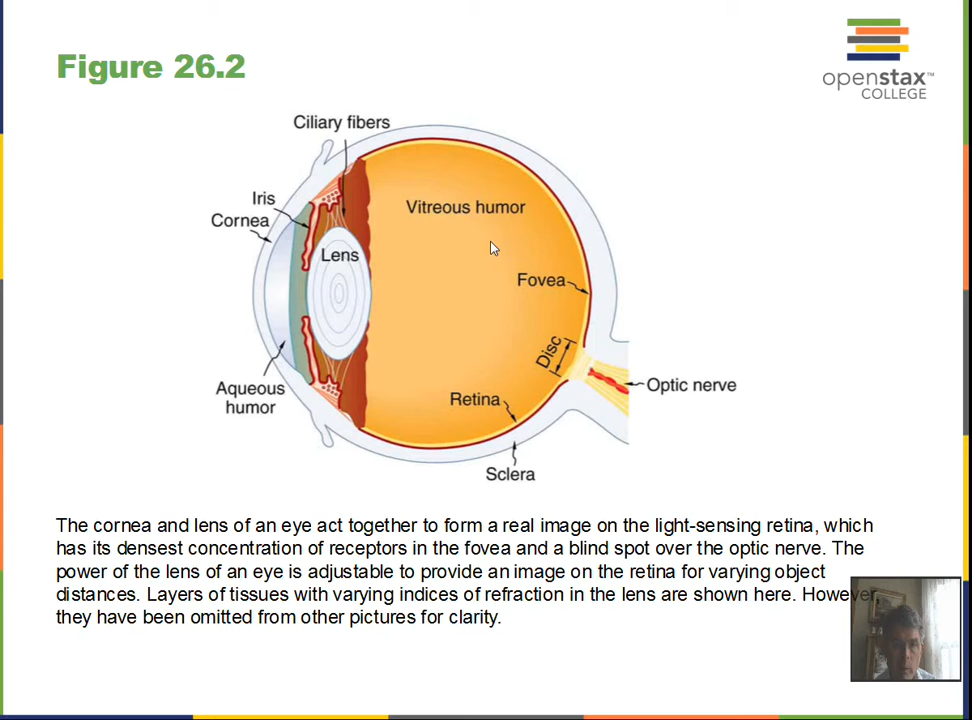 Figure 26.2
openstax™
COLLEGE
Ciliary fibers
Iris
Cornea
Vitreous humor
Lens
Fovea
Disc
Aqueous
humor
Optic nerve
Retina
Sclera
The cornea and lens of an eye act together to form a real image on the light-sensing retina, which
has its densest concentration of receptors in the fovea and a blind spot over the optic nerve. The
power of the lens of an eye is adjustable to provide an image on the retina for varying object
distances. Layers of tissues with varying indices of refraction in the lens are shown here. However,
they have been omitted from other pictures for clarity.